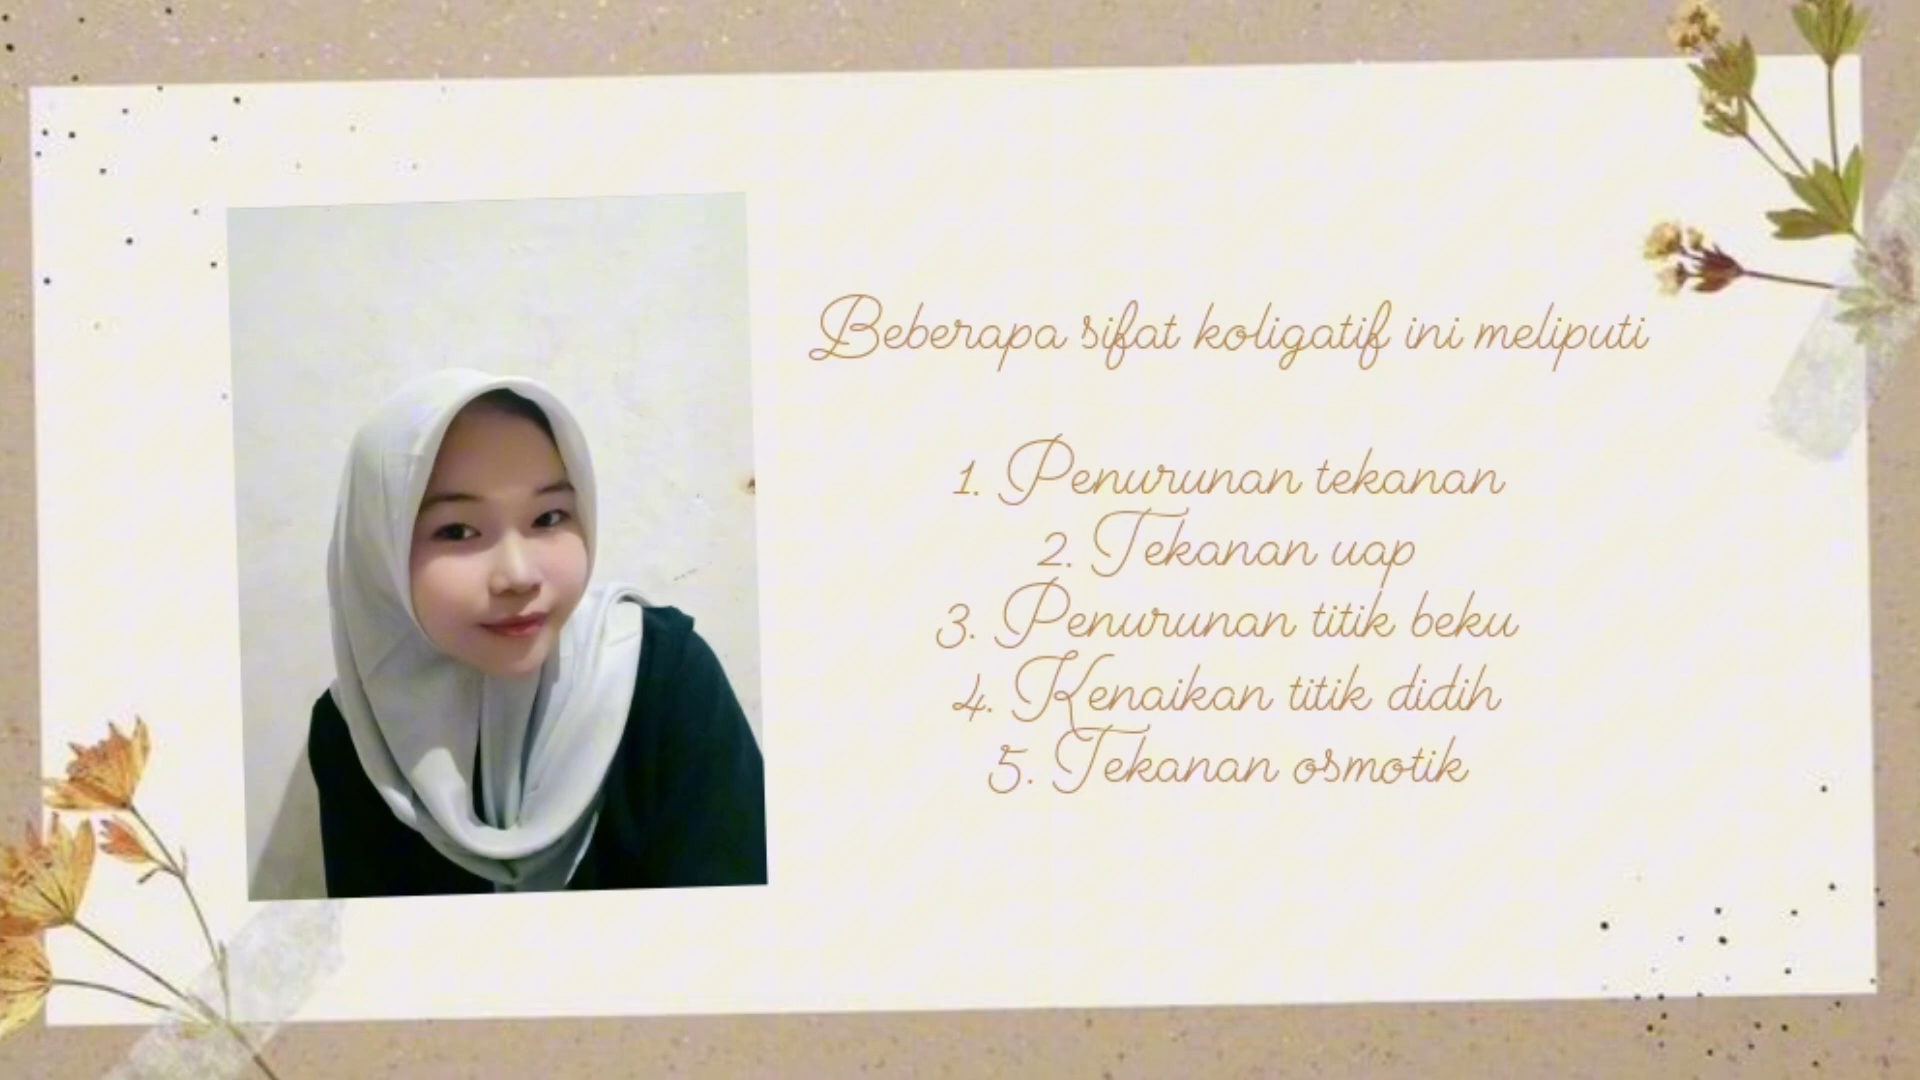 Beberapa sifat koligatif ini meliputi
1. Penurunan tekanan
2. Tekanan uap
3. Penurunan titik beku
4. Kenaikan titik didih
5. Tekanan osmotik